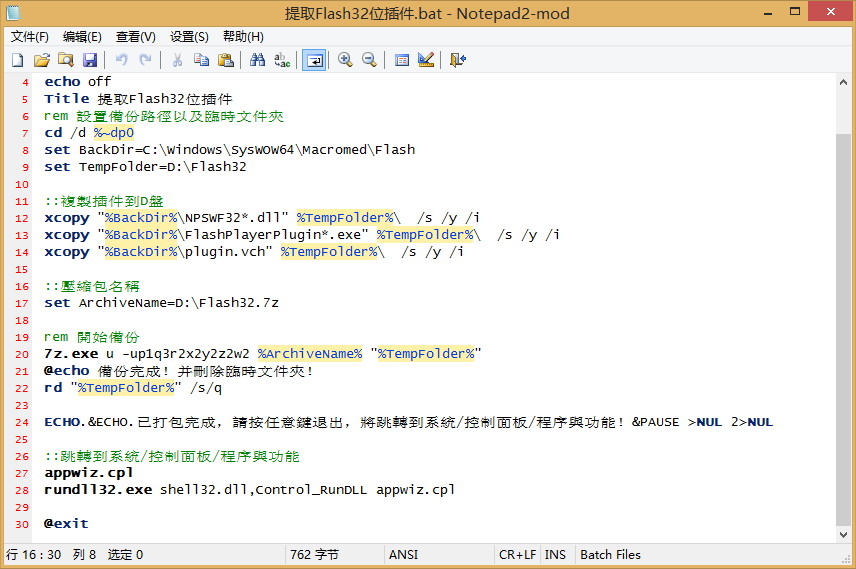 提取Flash32位插件.bat - Notepad2-mod
文件(F) 编辑(E) 查看(V) 设置(S) 帮助(H)
4 echo off
5 Title 提取Flash32位插件
6 rem 設置備份路徑以及臨時文件夾
7 cd /d %~dp0
8 set BackDir=C:\Windows\SysWOW64\Macromed\Flash
9 set TempFolder=D:\Flash32
10
11 ::複製插件到D盤
12 xcopy "%BackDir%\NPSWF32*.dll" %TempFolder%\  /s /y /i
13 xcopy "%BackDir%\FlashPlayerPlugin*.exe" %TempFolder%\  /s /y /i
14 xcopy "%BackDir%\plugin.vch" %TempFolder%\  /s /y /i
15
16 ::壓縮包名稱
17 set ArchiveName=D:\Flash32.7z
18
19 rem 開始備份
20 7z.exe u -up1q3r2x2y2z2w2 %ArchiveName% "%TempFolder%"
21 @echo 備份完成！并刪除臨時文件夾！
22 rd "%TempFolder%" /s/q
23
24 ECHO.&ECHO.已打包完成，請按任意鍵退出，將跳轉到系統/控制面板/程序與功能！&PAUSE >NUL 2>NUL
25
26 ::跳轉到系統/控制面板/程序與功能
27 appwiz.cpl
28 rundll32.exe shell32.dll,Control_RunDLL appwiz.cpl
29
30 @exit
行 16 : 30 列 8 选定 0 762 字节 ANSI CR+LF INS Batch Files